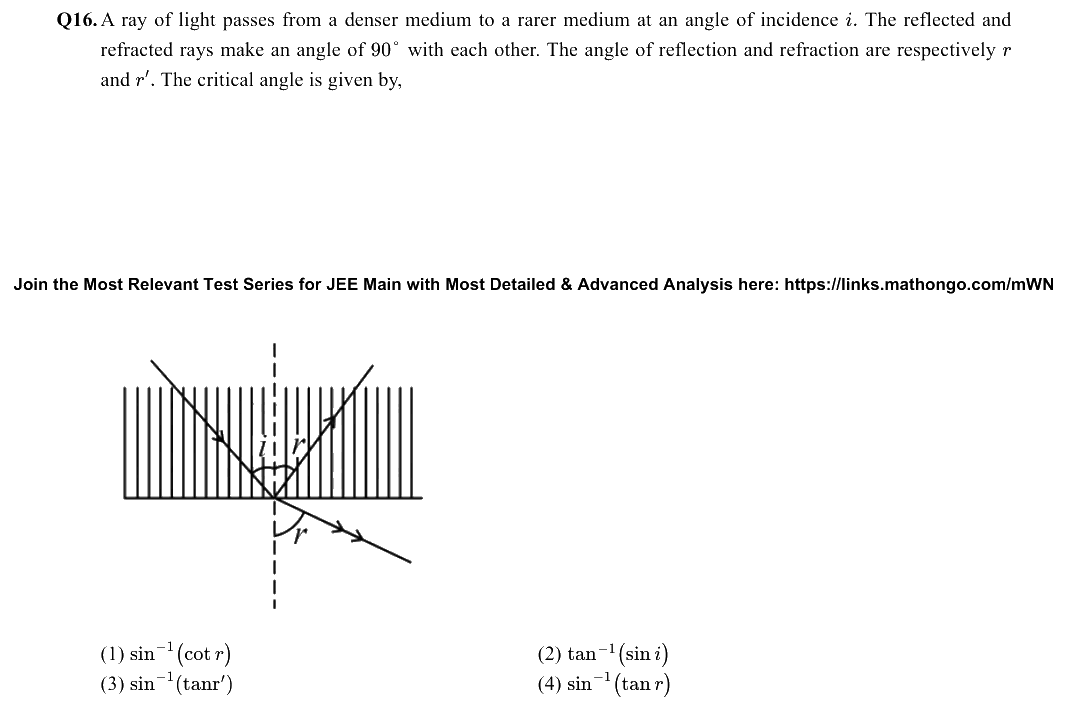 Q16. A ray of light passes from a denser medium to a rarer medium at an angle of incidence i. The reflected and
refracted rays make an angle of 90° with each other. The angle of reflection and refraction are respectively r
and r′. The critical angle is given by,
Join the Most Relevant Test Series for JEE Main with Most Detailed & Advanced Analysis here: https://links.mathongo.com/mWN
i r
r
(1) sin⁻¹(cot r) (2) tan⁻¹(sin i)
(3) sin⁻¹(tanr′) (4) sin⁻¹(tan r)